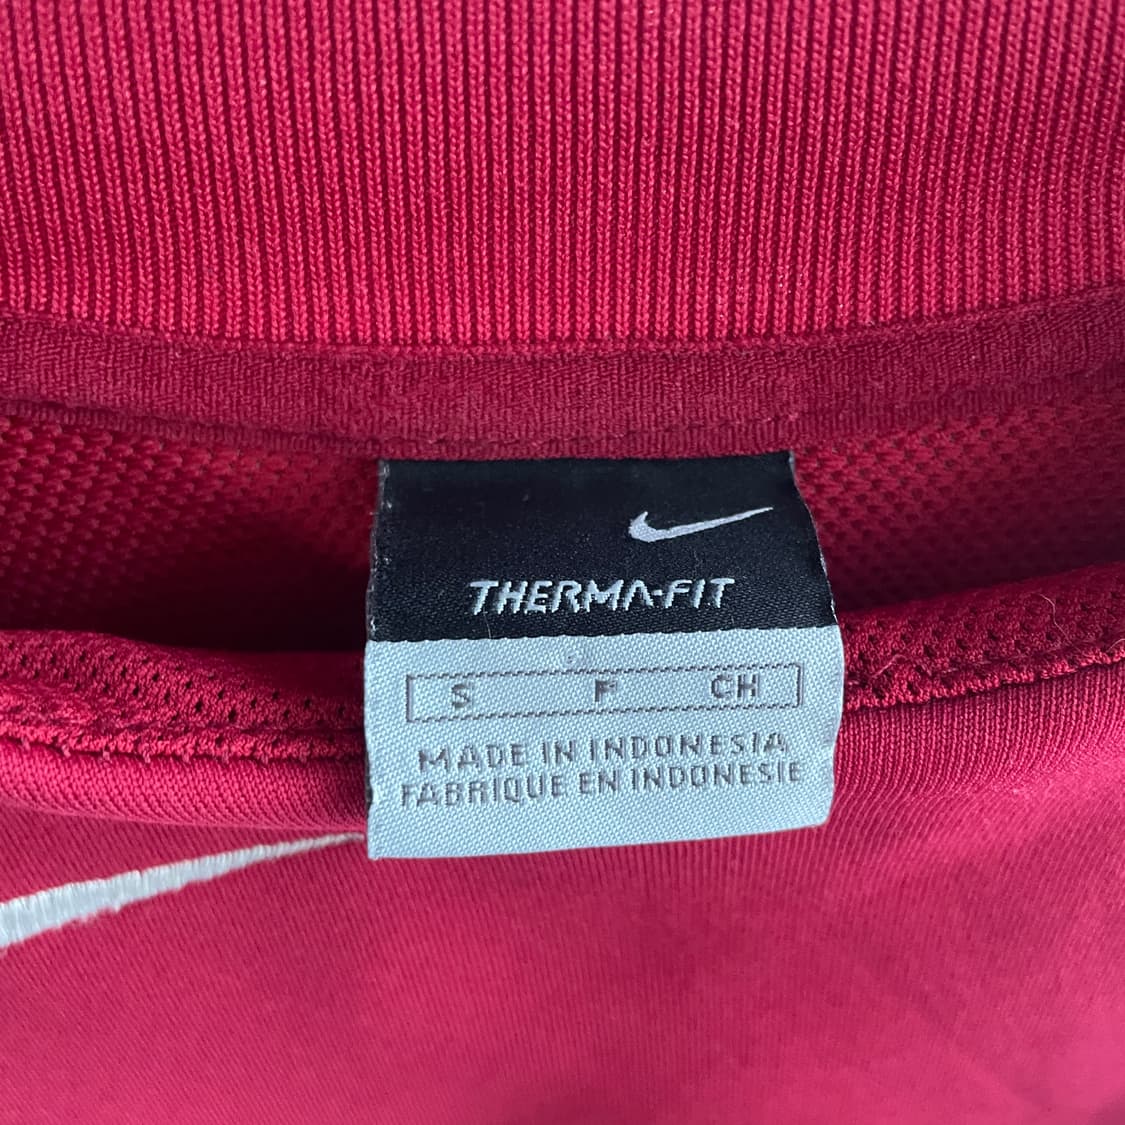 THERMA-FIT
S P CH
MADE IN INDONESIA
FABRIQUE EN INDONESIE